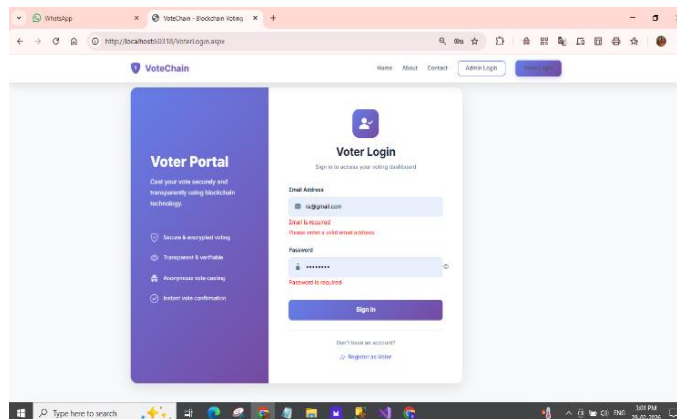 WhatsApp
VoteChain - Blockchain Voting
http://localhost:60318/VoterLogin.aspx
VoteChain
Home About Contact Admin Login Voter Login
Voter Portal
Cast your vote securely and
transparently using blockchain
technology.
Secure & encrypted voting
Transparent & verifiable
Anonymous vote casting
Instant vote confirmation
Voter Login
Sign in to access your voting dashboard
Email Address
Email is required
Please enter a valid email address
Password
••••••••
Password is required
Sign In
Don't have an account?
Register as Voter
Type here to search
ENG
3:01 PM